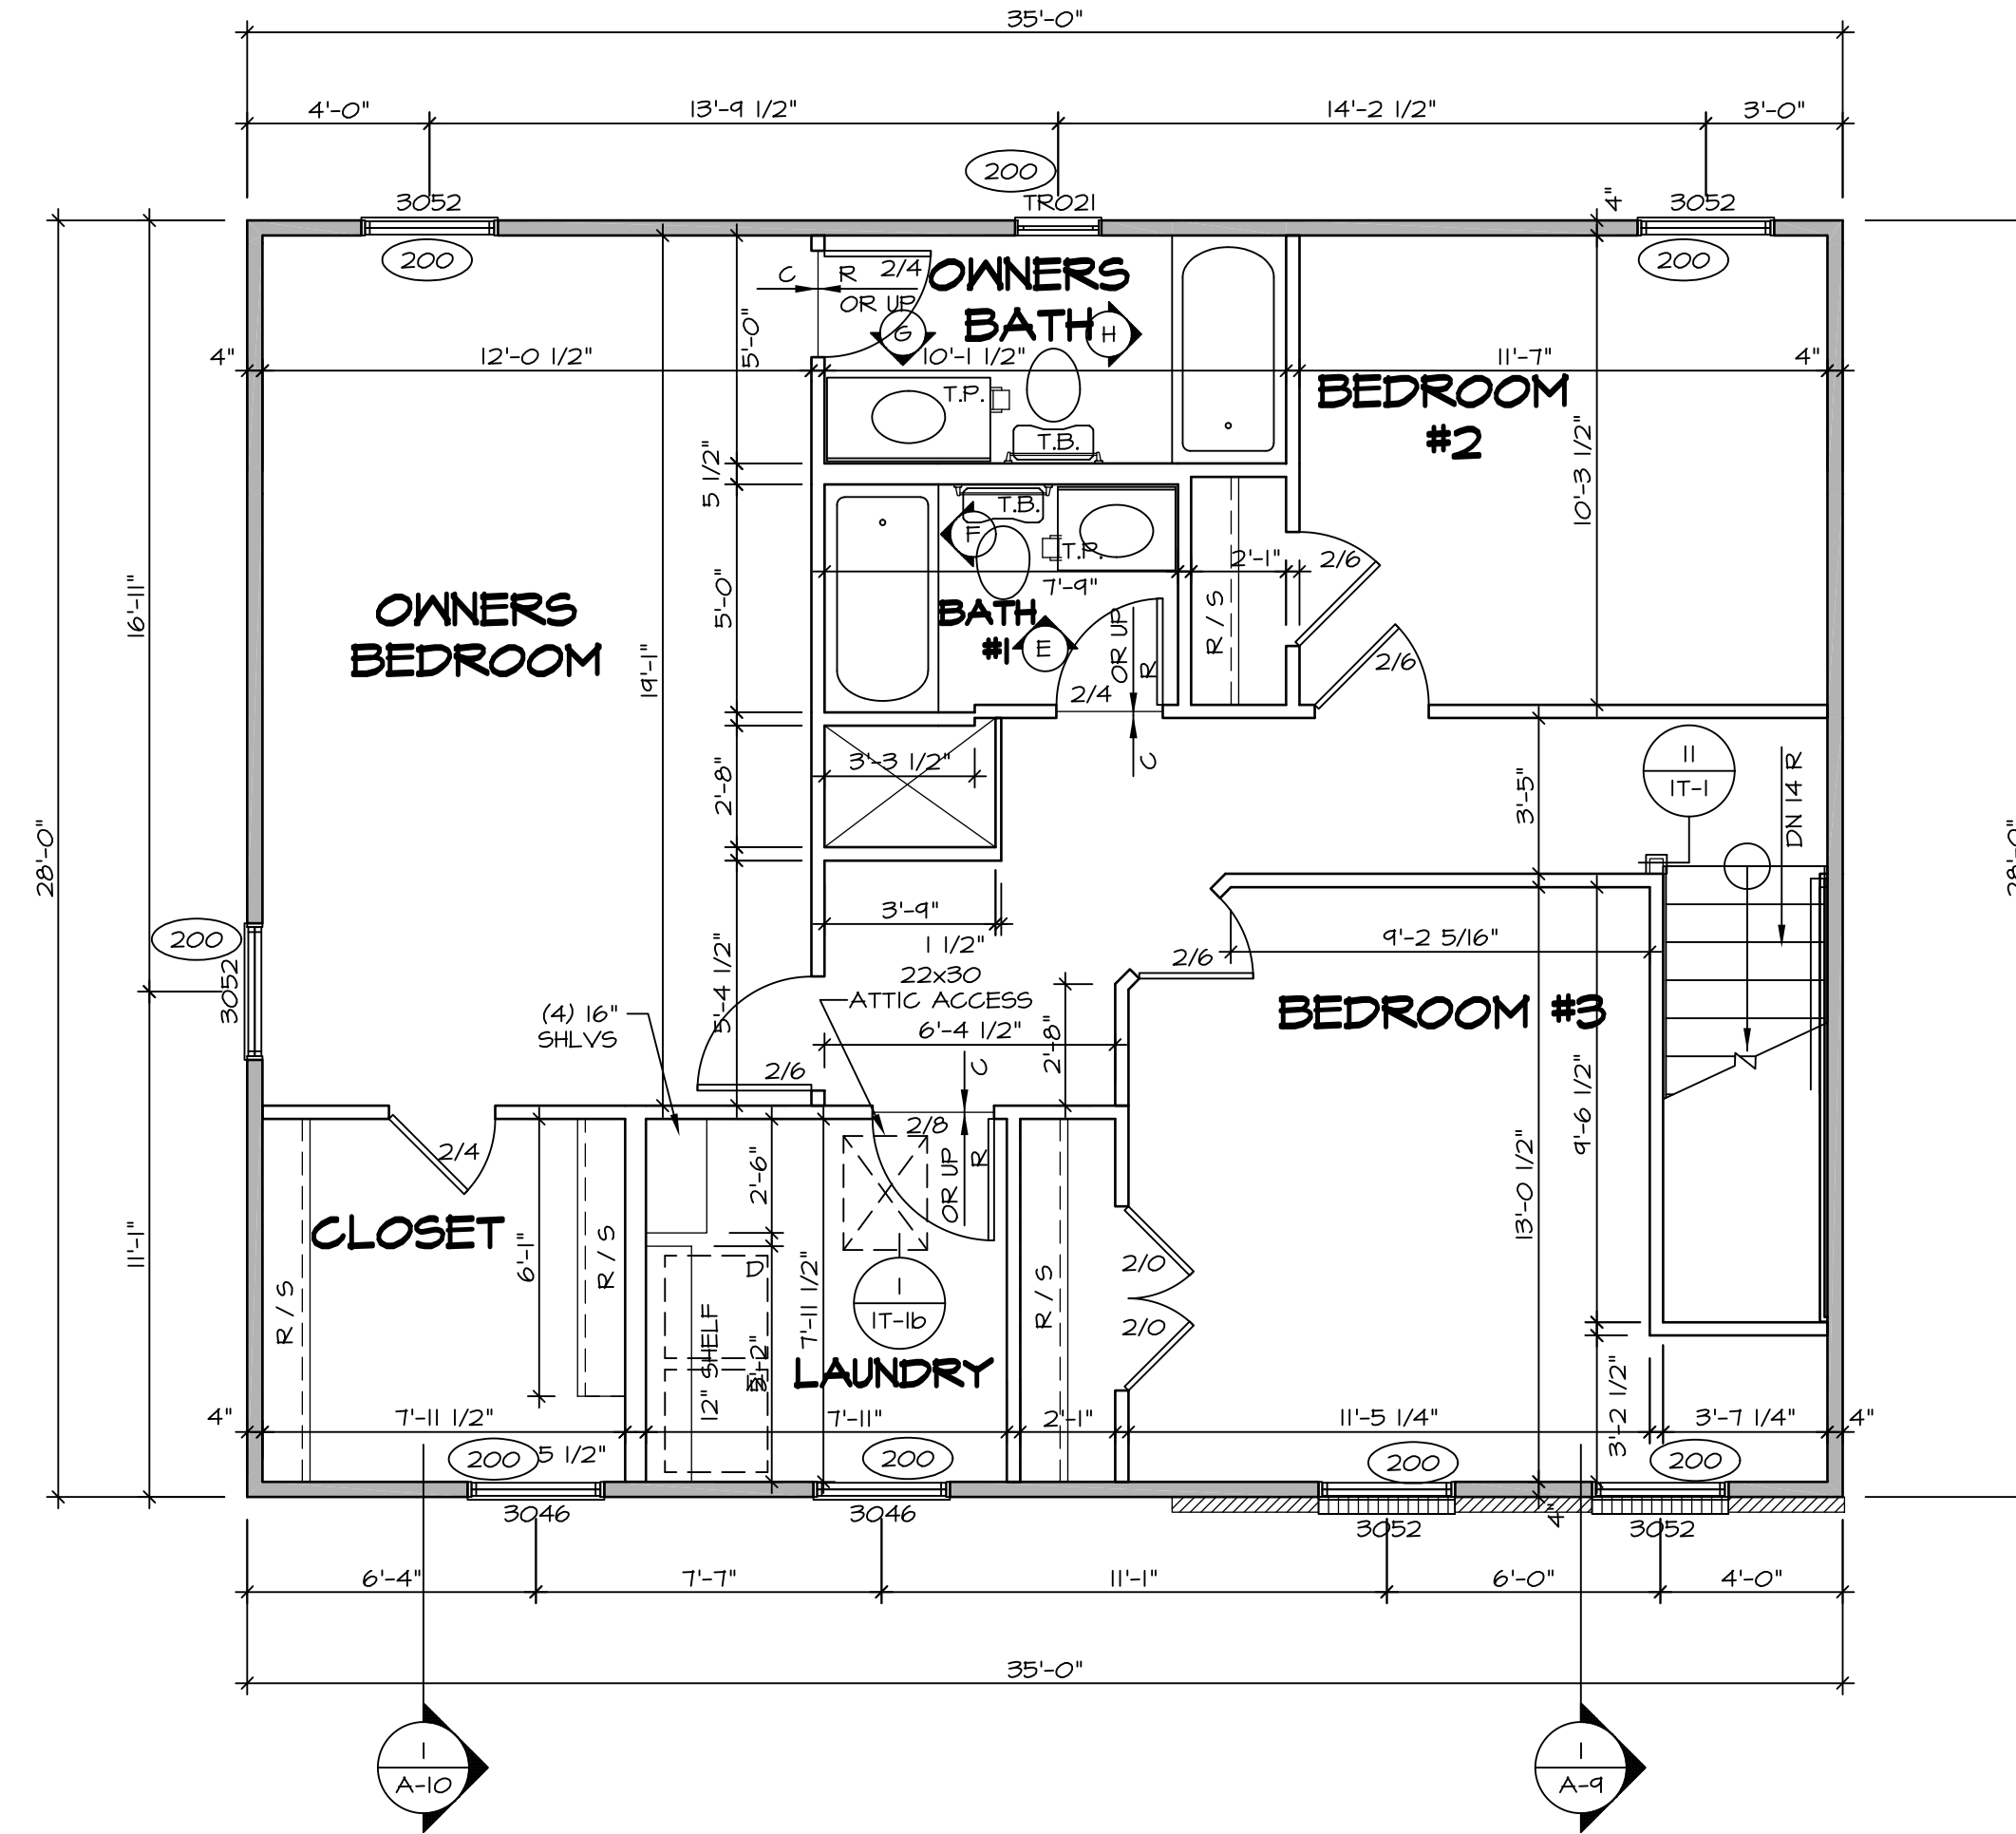 35'-0"
4'-0"
13'-9 1/2"
14'-2 1/2"
3'-0"
200
3052
TR021
4"
3052
200
200
C
R
2/4
OR UP
OWNERS
BATH
G
H
5'-0"
4"
12'-0 1/2"
10'-1 1/2"
11'-7"
4"
BEDROOM
#2
T.P.
T.B.
5 1/2"
10'-3 1/2"
T.B.
F
T.P.
2'-1"
2/6
7'-9"
16'-11"
5'-0"
OWNERS
BEDROOM
BATH
#1
E
OR UP
R
R / S
2/6
19'-1"
2/4
C
11
IT-1
DN 14 R
3'-3 1/2"
2'-8"
3'-5"
28'-0"
28'-0"
3'-9"
1 1/2"
200
3052
2/6
9'-2 5/16"
22x30
ATTIC ACCESS
(4) 16"
SHLVS
5'-4 1/2"
6'-4 1/2"
2'-8"
BEDROOM #3
C
2/6
2/8
9'-6 1/2"
2/4
2'-6"
OR UP
R
13'-0 1/2"
11'-1"
CLOSET
6'-1"
R / S
R / S
D
7'-11 1/2"
1
IT-1b
R / S
2/0
2/0
12" SHELF
5'-2"
LAUNDRY
3'-2 1/2"
4"
7'-11 1/2"
5 1/2"
7'-11"
2'-1"
11'-5 1/4"
3'-7 1/4"
4"
200
200
200
200
3046
3046
3052
4"
3052
6'-4"
7'-7"
11'-1"
6'-0"
4'-0"
35'-0"
1
A-10
1
A-9